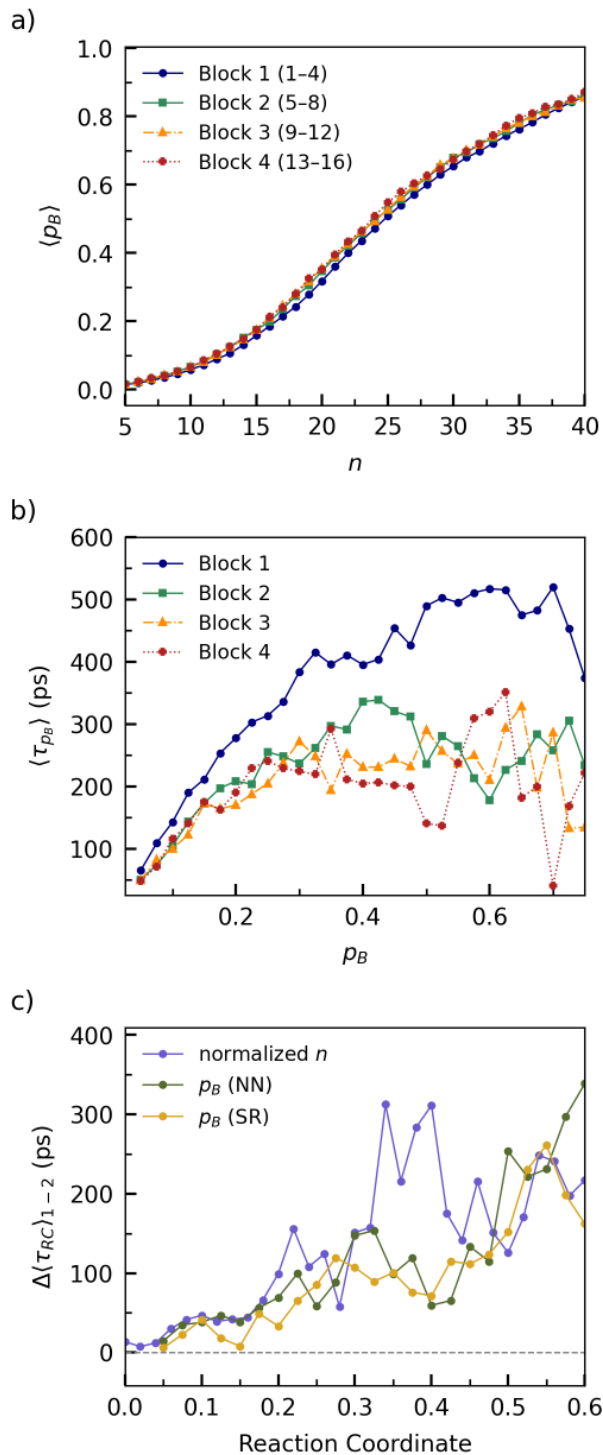 a)
1.0
0.8
0.6
0.4
0.2
0.0
⟨p_B⟩
Block 1 (1–4)
Block 2 (5–8)
Block 3 (9–12)
Block 4 (13–16)
5 10 15 20 25 30 35 40
n
b)
600
500
400
300
200
100
⟨τ_{p_B}⟩ (ps)
Block 1
Block 2
Block 3
Block 4
0.2 0.4 0.6
p_B
c)
400
300
200
100
0
Δ⟨τ_{RC}⟩_{1−2} (ps)
normalized n
p_B (NN)
p_B (SR)
0.0 0.1 0.2 0.3 0.4 0.5 0.6
Reaction Coordinate